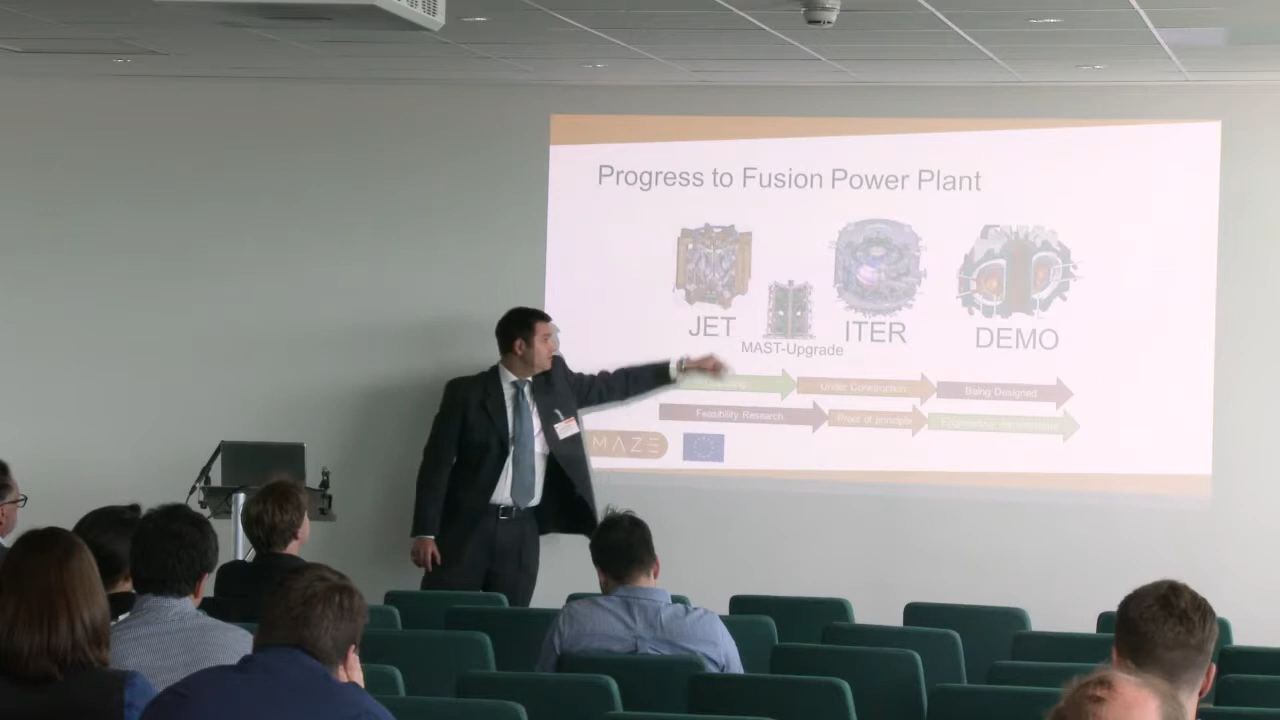 Progress to Fusion Power Plant
JET
MAST-Upgrade
ITER
DEMO
Under Construction
Being Designed
Feasibility Research
Proof of principle
MAZE